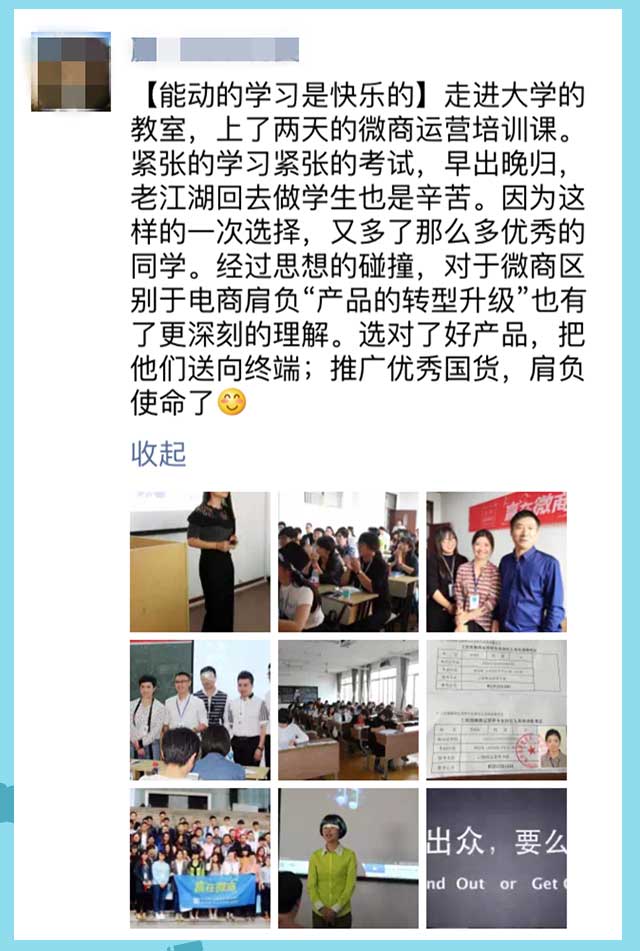 【能动的学习是快乐的】走进大学的
教室，上了两天的微商运营培训课。
紧张的学习紧张的考试，早出晚归，
老江湖回去做学生也是辛苦。因为这
样的一次选择，又多了那么多优秀的
同学。经过思想的碰撞，对于微商区
别于电商肩负“产品的转型升级”也有
了更深刻的理解。选对了好产品，把
他们送向终端；推广优秀国货，肩负
使命了😊
收起
赢在微商
赢在微商
出众，要么
nd Out or Get